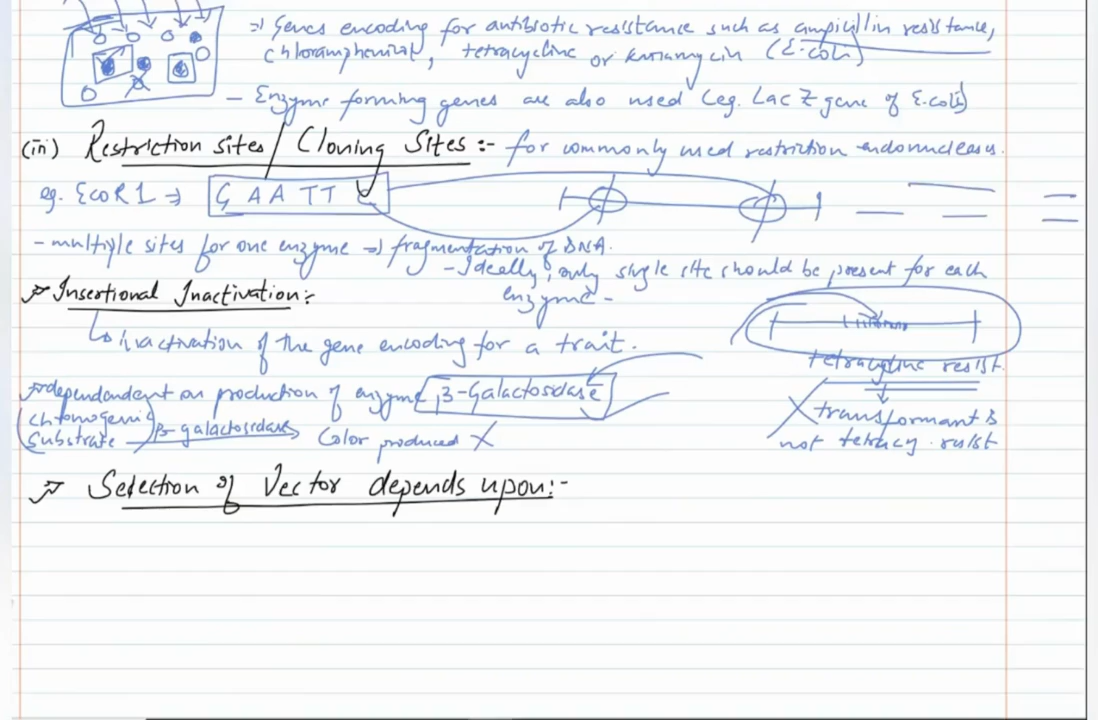 ⇒ Genes encoding for antibiotic resistance such as ampicillin resistance,
chloramphenicol, tetracycline or kanamycin (E.coli)
- Enzyme forming genes are also used (eg. Lac Z gene of E.coli)
(iii) Restriction sites / Cloning Sites :- for commonly used restriction endonucleases.
eg. EcoR1 ⇒ G AATT C
- multiple sites for one enzyme ⇒ fragmentation of DNA.
- Ideally, only single site should be present for each
enzyme -
Insertional Inactivation:-
↳ Inactivation of the gene encoding for a trait.
tetracycline resist.
transformant is
not tetracy. resist
dependendent on production of enzyme β-Galactosidase
(Chromogenic
Substrate) β-galactosidase Color produced X
Selection of Vector depends upon:-